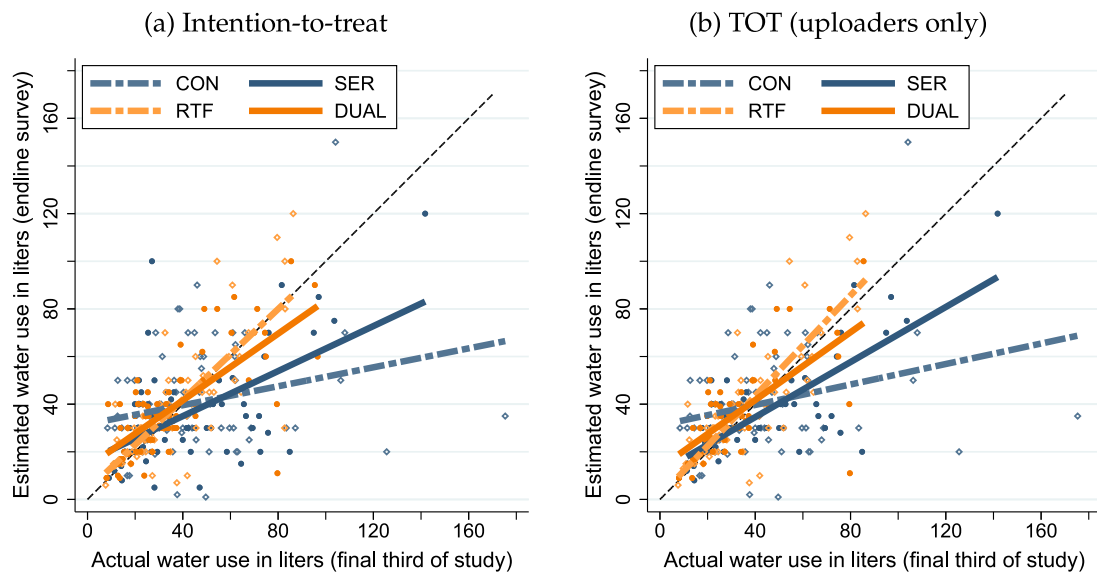 (a) Intention-to-treat
CON
SER
RTF
DUAL
Estimated water use in liters (endline survey)
0
40
80
120
160
0
40
80
120
160
Actual water use in liters (final third of study)
(b) TOT (uploaders only)
CON
SER
RTF
DUAL
Estimated water use in liters (endline survey)
0
40
80
120
160
0
40
80
120
160
Actual water use in liters (final third of study)